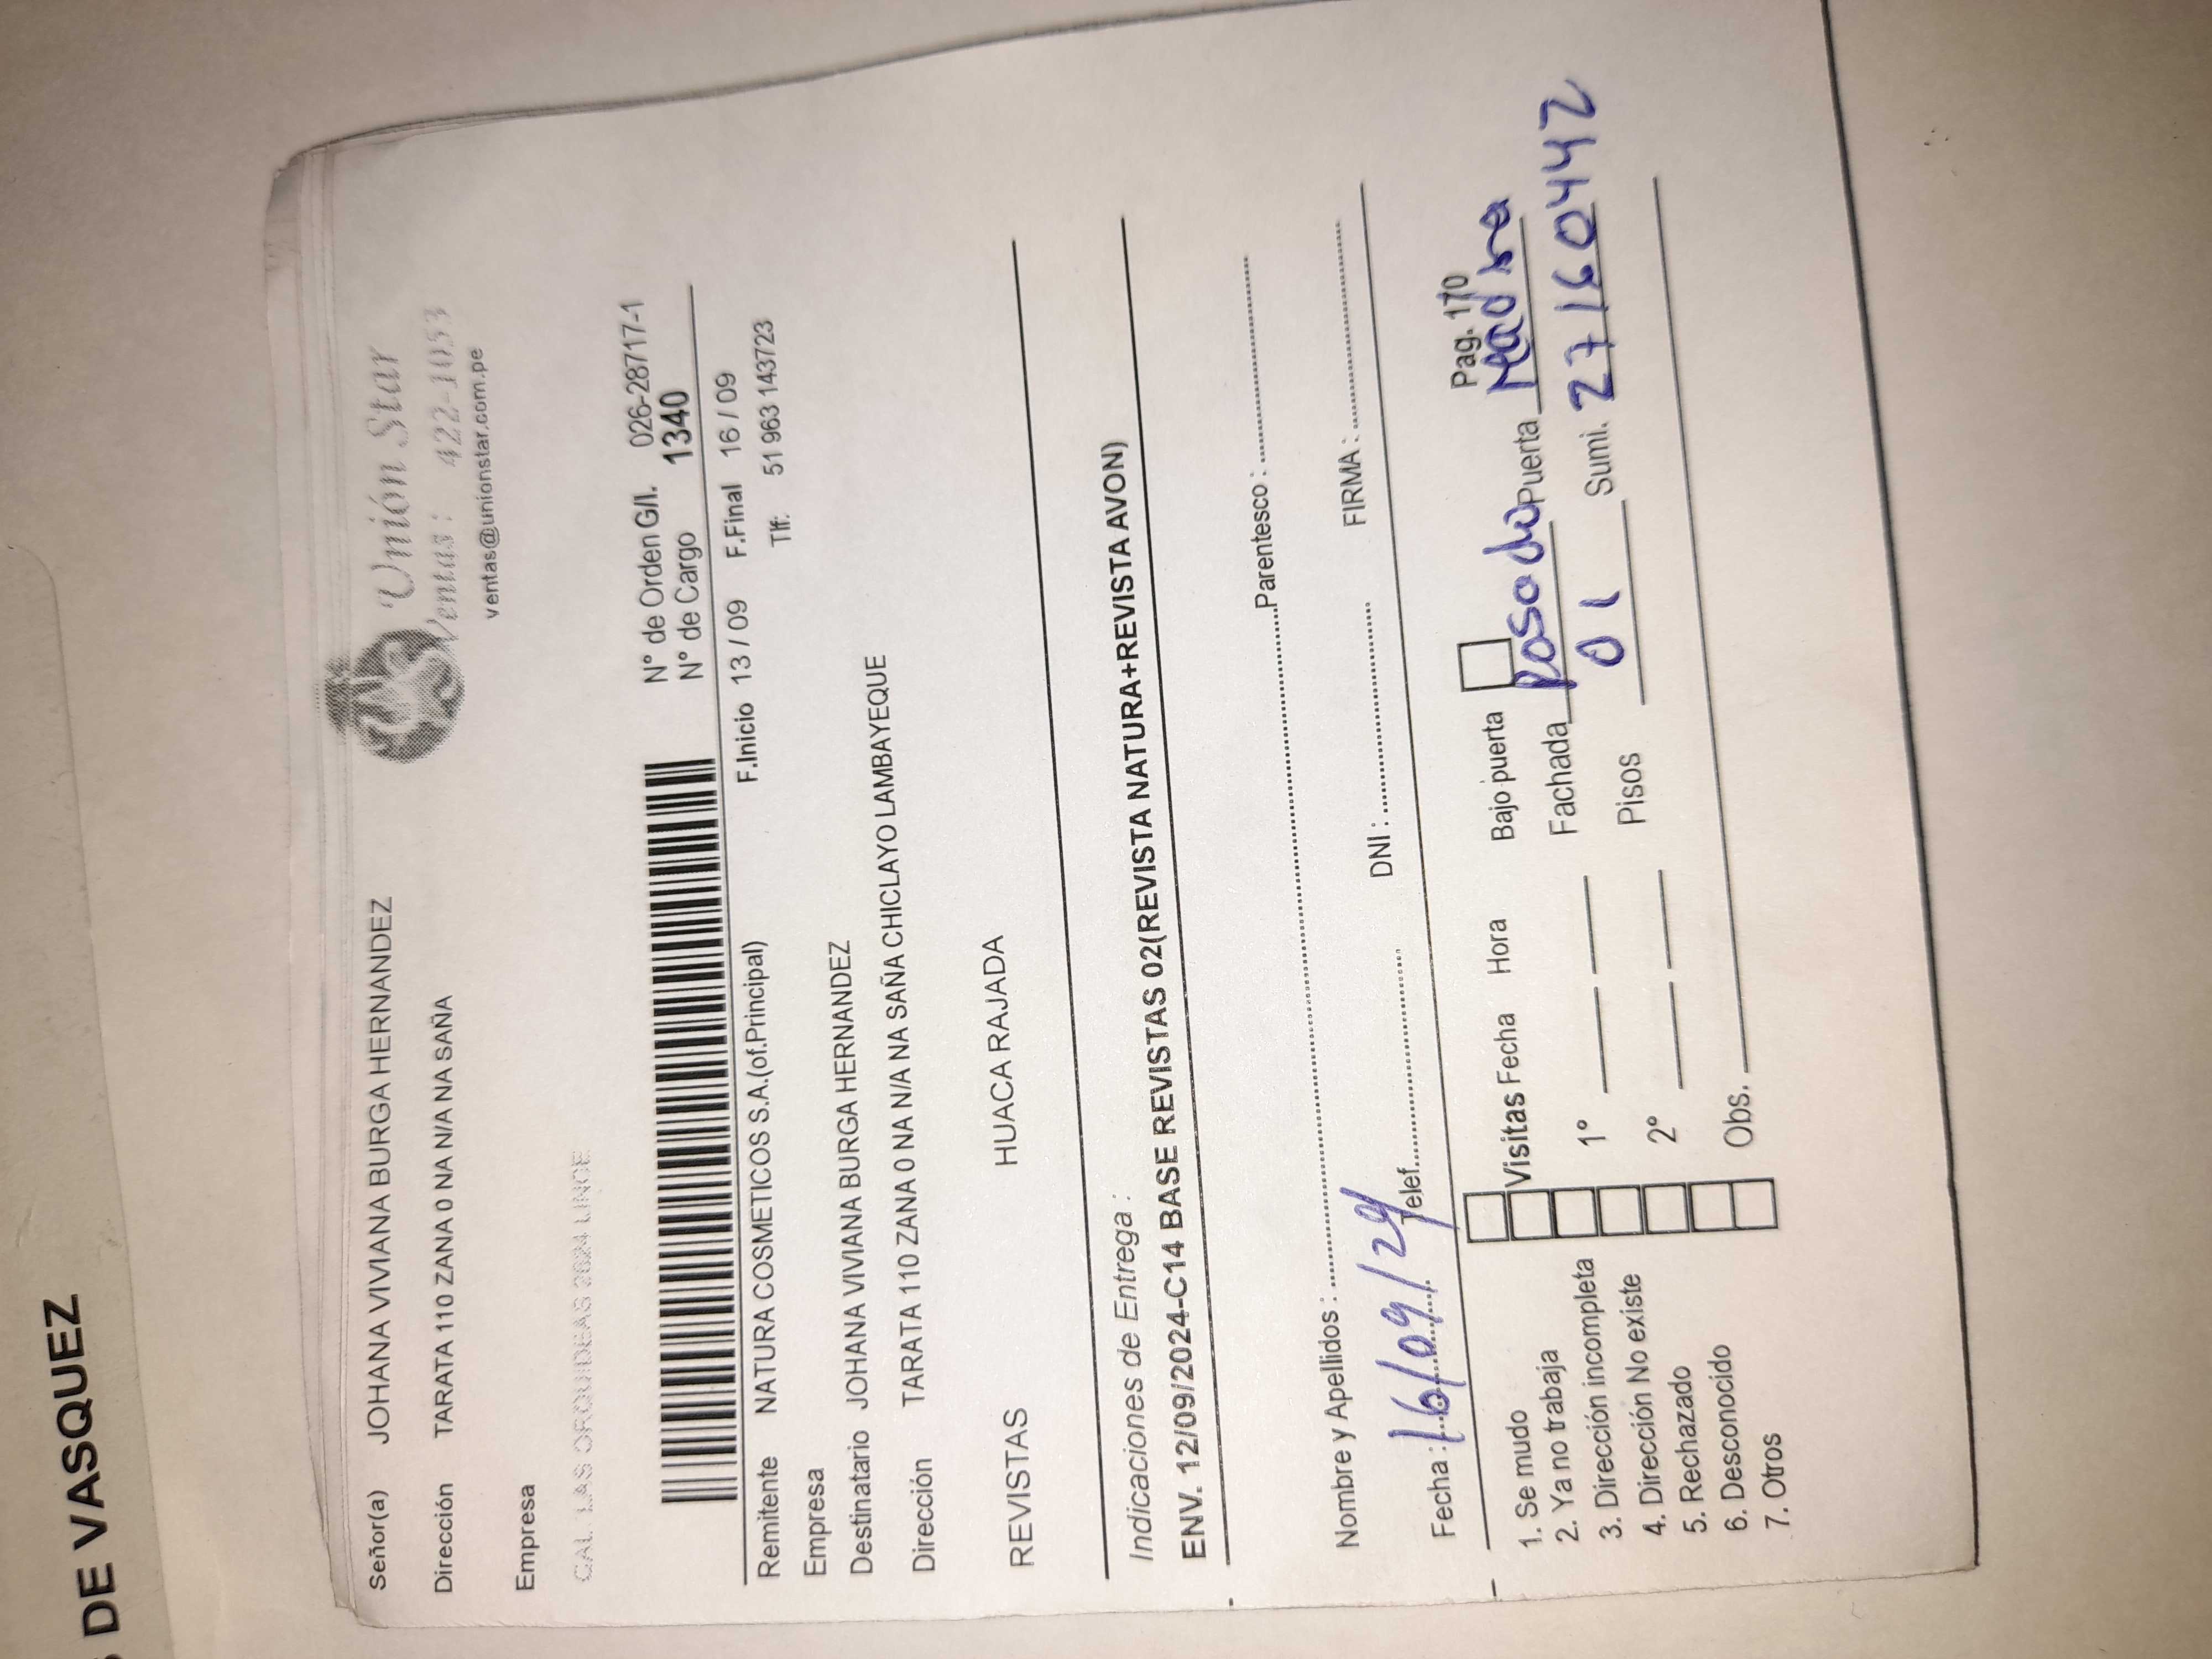 DE VASQUEZ
Unión Star
Ventas: 422-1053
ventas@unionstar.com.pe
Señor(a) JOHANA VIVIANA BURGA HERNANDEZ
Dirección TARATA 110 ZANA 0 NA N/A NA SAÑA
Empresa
CAL. LAS ORQUIDEAS 2624 LINCE
N° de Orden G/I. 026-28717-1
N° de Cargo 1340
F.Inicio 13 / 09 F.Final 16 / 09
Remitente NATURA COSMETICOS S.A.(of.Principal) Tlf: 51 963 143723
Empresa
Destinatario JOHANA VIVIANA BURGA HERNANDEZ
Dirección TARATA 110 ZANA 0 NA N/A NA SAÑA CHICLAYO LAMBAYEQUE
REVISTAS HUACA RAJADA
Indicaciones de Entrega :
ENV. 12/09/2024-C14 BASE REVISTAS 02(REVISTA NATURA+REVISTA AVON)
Nombre y Apellidos : Parentesco :
Fecha : 16/09/24 Telef. DNI : FIRMA :
Pag. 170
1. Se mudo
2. Ya no trabaja
3. Dirección incompleta
4. Dirección No existe
5. Rechazado
6. Desconocido
7. Otros
Visitas Fecha Hora Bajo puerta
1° Fachada Puerta Madera
2° Pisos 01 Sumi. 27160442
Obs.